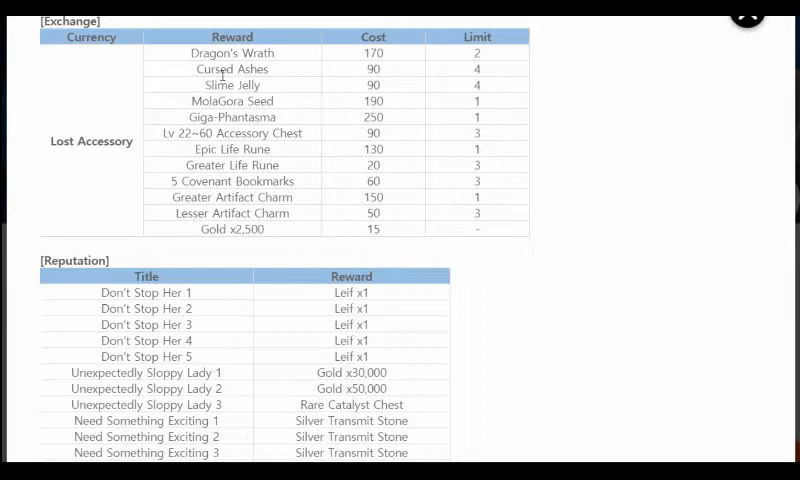 [Exchange]
Currency Reward Cost Limit
Dragon's Wrath 170 2
Cursed Ashes 90 4
Slime Jelly 90 4
MolaGora Seed 190 1
Giga-Phantasma 250 1
Lv 22~60 Accessory Chest 90 3
Lost Accessory
Epic Life Rune 130 1
Greater Life Rune 20 3
5 Covenant Bookmarks 60 3
Greater Artifact Charm 150 1
Lesser Artifact Charm 50 3
Gold x2,500 15 -
[Reputation]
Title Reward
Don't Stop Her 1 Leif x1
Don't Stop Her 2 Leif x1
Don't Stop Her 3 Leif x1
Don't Stop Her 4 Leif x1
Don't Stop Her 5 Leif x1
Unexpectedly Sloppy Lady 1 Gold x30,000
Unexpectedly Sloppy Lady 2 Gold x50,000
Unexpectedly Sloppy Lady 3 Rare Catalyst Chest
Need Something Exciting 1 Silver Transmit Stone
Need Something Exciting 2 Silver Transmit Stone
Need Something Exciting 3 Silver Transmit Stone